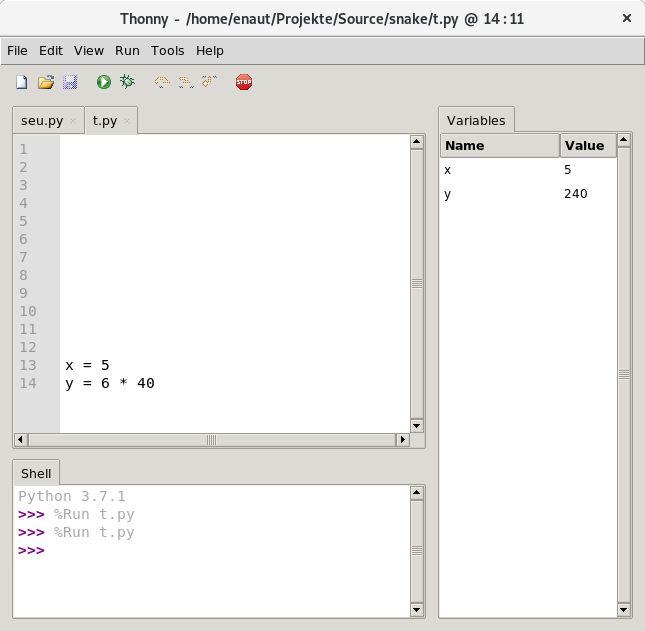 Thonny - /home/enaut/Projekte/Source/snake/t.py @ 14:11 ×
File Edit View Run Tools Help
STOP
seu.py × t.py ×
1
2
3
4
5
6
7
8
9
10
11
12
13 x = 5
14 y = 6 * 40
Shell
Python 3.7.1
>>> %Run t.py
>>> %Run t.py
>>>
Variables
Name Value
x 5
y 240